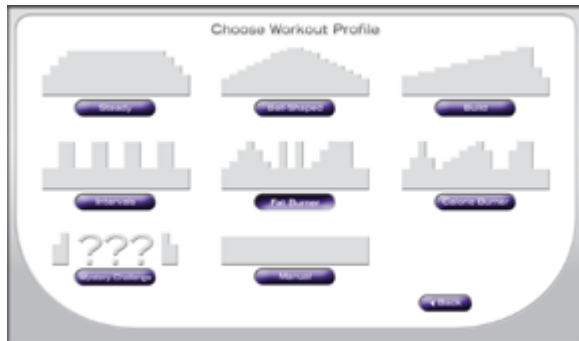 Choose Workout Profile
Steady
Bell Shaped
Build
Intervals
Fat Burner
Calorie Burner
???
Mystery Challenge
Manual
Back